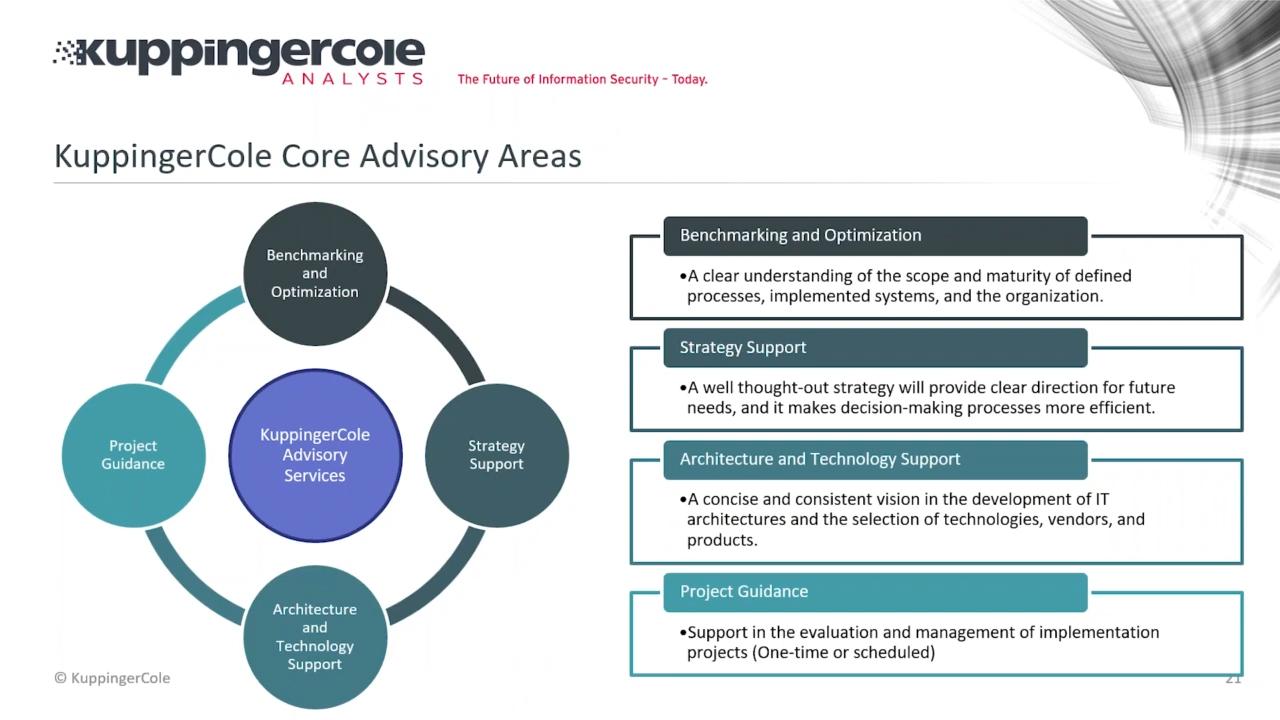 kuppingercole
ANALYSTS
The Future of Information Security – Today.
KuppingerCole Core Advisory Areas
Benchmarking
and
Optimization
Project
Guidance
KuppingerCole
Advisory
Services
Strategy
Support
Architecture
and
Technology
Support
Benchmarking and Optimization
•A clear understanding of the scope and maturity of defined
processes, implemented systems, and the organization.
Strategy Support
•A well thought-out strategy will provide clear direction for future
needs, and it makes decision-making processes more efficient.
Architecture and Technology Support
•A concise and consistent vision in the development of IT
architectures and the selection of technologies, vendors, and
products.
Project Guidance
•Support in the evaluation and management of implementation
projects (One-time or scheduled)
© KuppingerCole
21